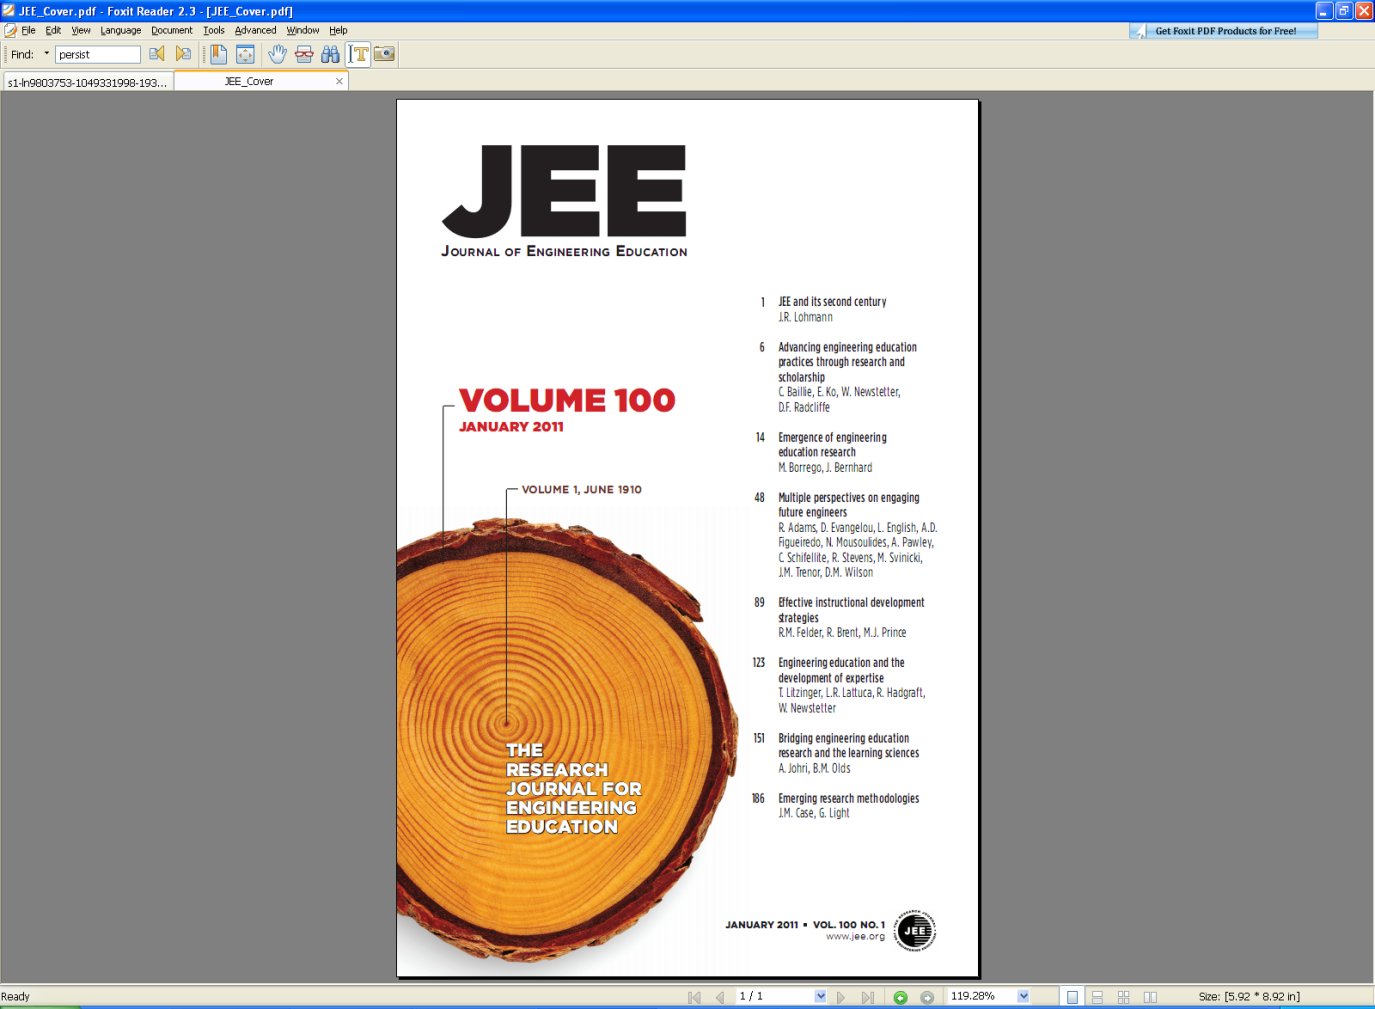 JEE_Cover.pdf - Foxit Reader 2.3 - [JEE_Cover.pdf]
File Edit View Language Document Tools Advanced Window Help
Get Foxit PDF Products for Free!
Find: persist
s1-ln9803753-1049331998-193...
JEE_Cover
JEE
JOURNAL OF ENGINEERING EDUCATION
1 JEE and its second century
J.R. Lohmann
6 Advancing engineering education
practices through research and
scholarship
C. Baillie, E. Ko, W. Newstetter,
D.F. Radcliffe
14 Emergence of engineering
education research
M. Borrego, J. Bernhard
48 Multiple perspectives on engaging
future engineers
R. Adams, D. Evangelou, L. English, A.D.
Figueiredo, N. Mousoulides, A. Pawley,
C. Schifellite, R. Stevens, M. Svinicki,
J.M. Trenor, D.M. Wilson
89 Effective instructional development
strategies
R.M. Felder, R. Brent, M.J. Prince
123 Engineering education and the
development of expertise
T. Litzinger, L.R. Lattuca, R. Hadgraft,
W. Newstetter
151 Bridging engineering education
research and the learning sciences
A. Johri, B.M. Olds
186 Emerging research methodologies
J.M. Case, G. Light
VOLUME 100
JANUARY 2011
VOLUME 1, JUNE 1910
THE
RESEARCH
JOURNAL FOR
ENGINEERING
EDUCATION
JANUARY 2011 ▪ VOL. 100 NO. 1
www.jee.org
JEE
Ready
1 / 1
119.28%
Size: [5.92 * 8.92 in]